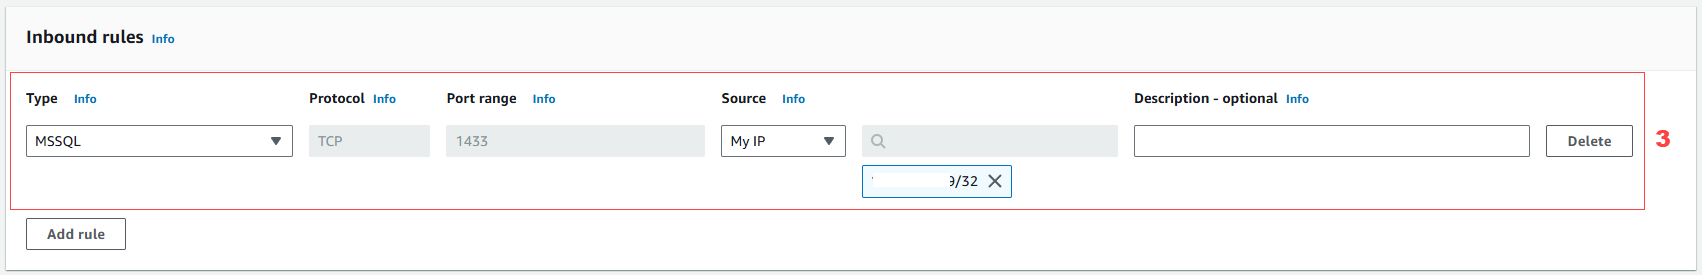 Inbound rules Info
Type Info Protocol Info Port range Info Source Info Description - optional Info
MSSQL TCP 1433 My IP Delete 3
9/32
Add rule